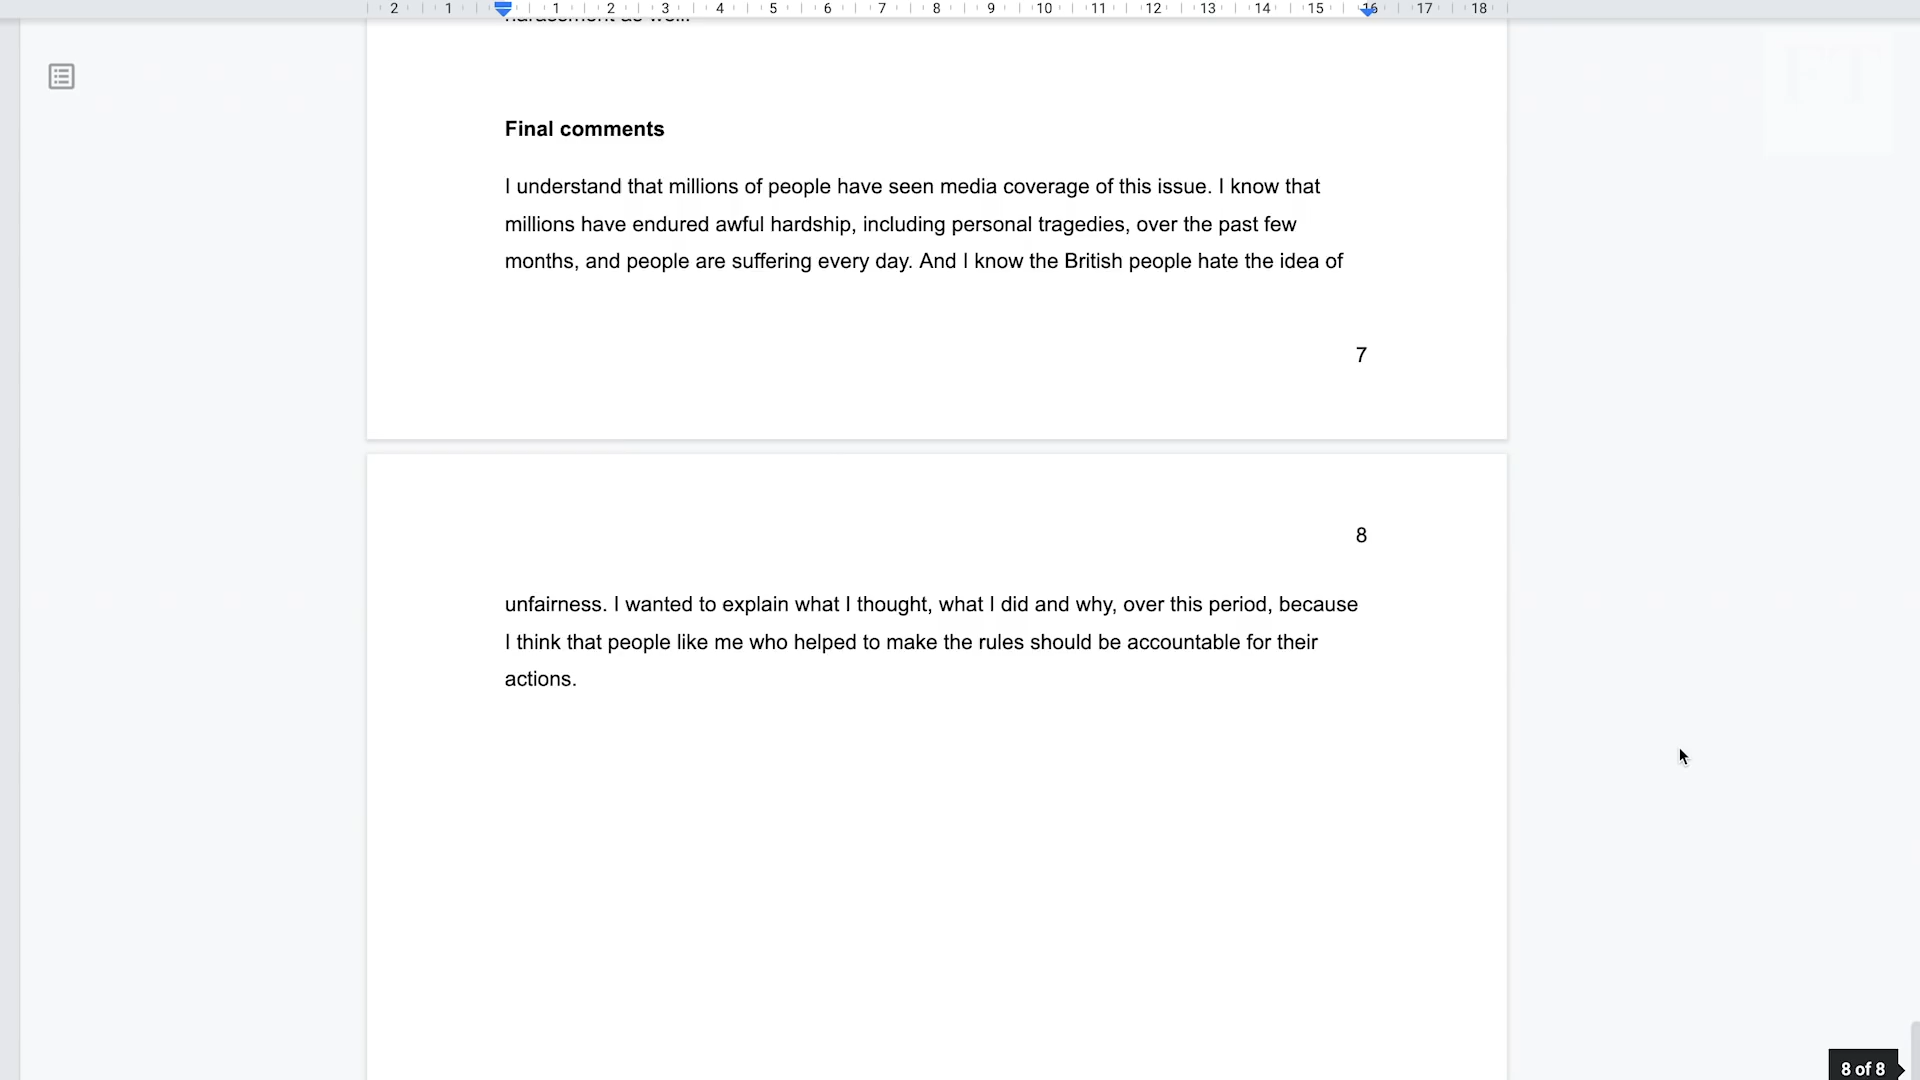 2 1 1 2 3 4 5 6 7 8 9 10 11 12 13 14 15 16 17 18
harassment as well.
FT
Final comments
I understand that millions of people have seen media coverage of this issue. I know that
millions have endured awful hardship, including personal tragedies, over the past few
months, and people are suffering every day. And I know the British people hate the idea of
7
8
unfairness. I wanted to explain what I thought, what I did and why, over this period, because
I think that people like me who helped to make the rules should be accountable for their
actions.
8 of 8